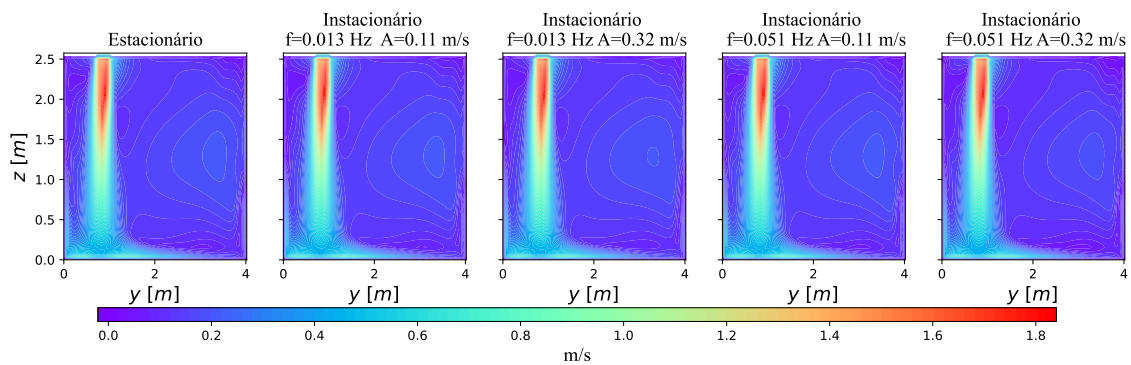 Estacionário
Instacionário
f=0.013 Hz  A=0.11 m/s
Instacionário
f=0.013 Hz A=0.32 m/s
Instacionário
f=0.051 Hz A=0.11 m/s
Instacionário
f=0.051 Hz A=0.32 m/s
z [m]
2.5
2.0
1.5
1.0
0.5
0.0
0 2 4
0 2 4
0 2 4
0 2 4
0 2 4
y [m]
y [m]
y [m]
y [m]
y [m]
0.0 0.2 0.4 0.6 0.8 1.0 1.2 1.4 1.6 1.8
m/s